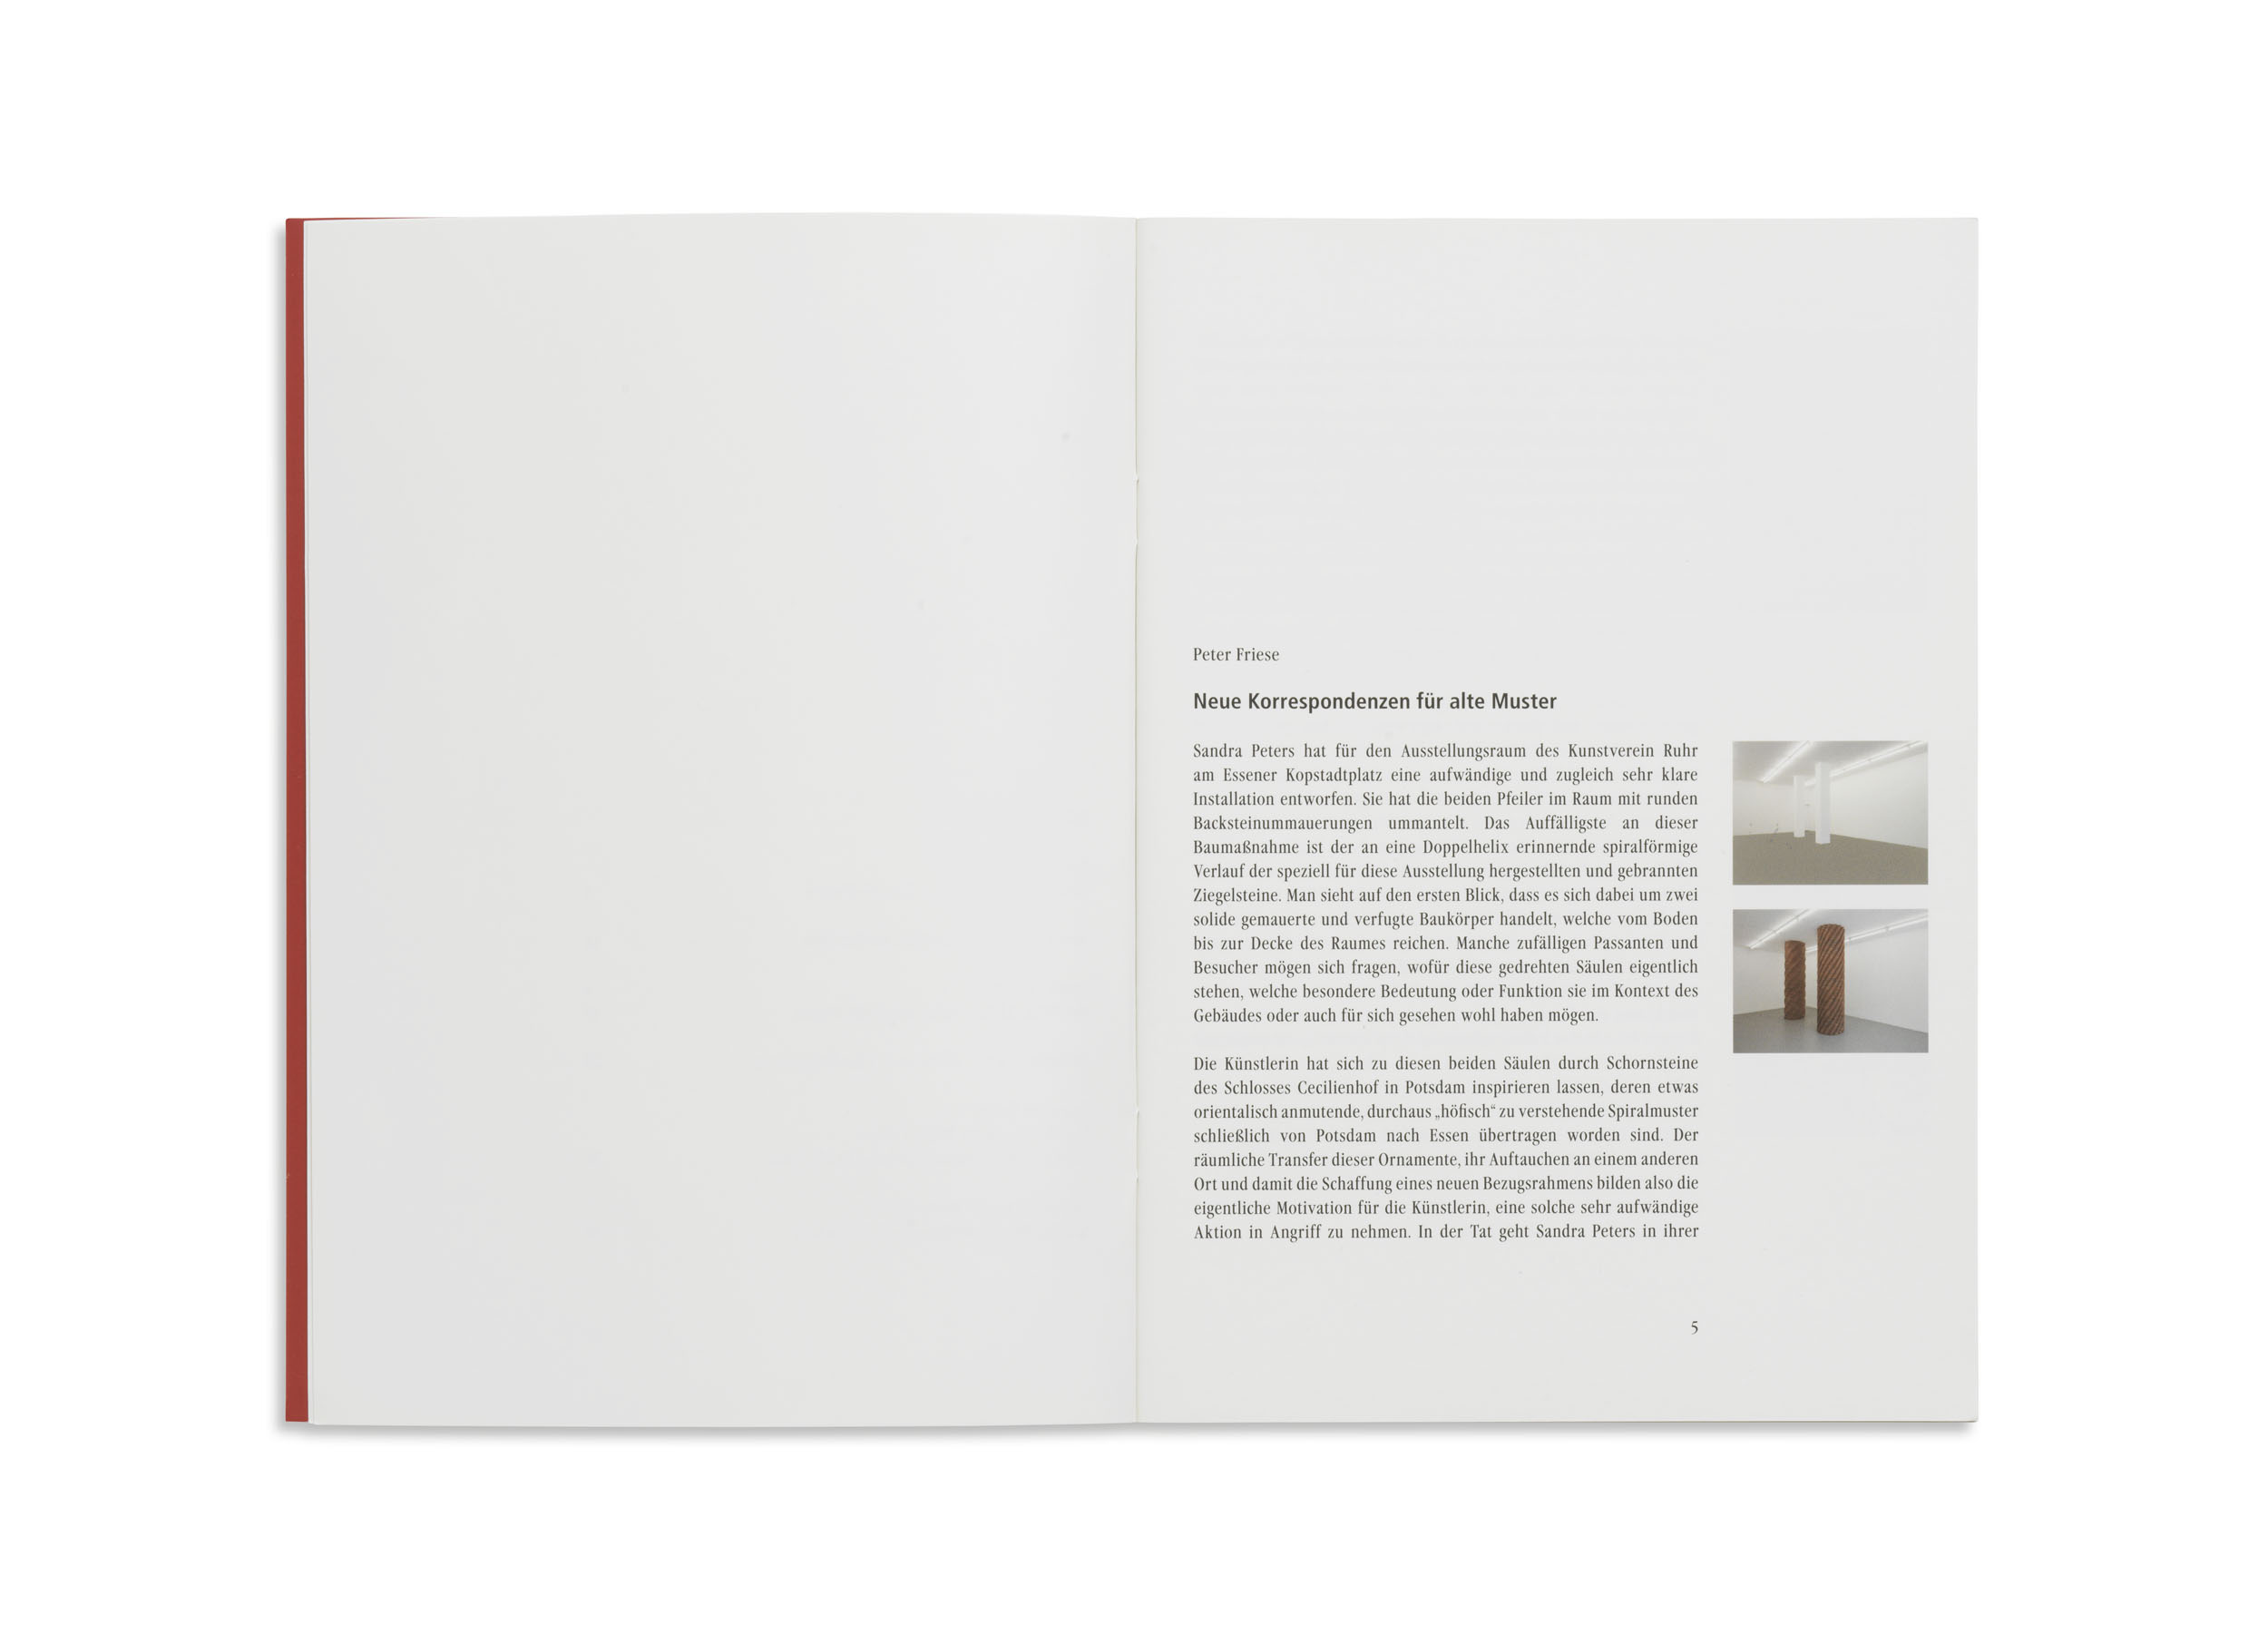 Peter Friese
Neue Korrespondenzen für alte Muster
Sandra Peters hat für den Ausstellungsraum des Kunstverein Ruhr
am Essener Kopstadtplatz eine aufwändige und zugleich sehr klare
Installation entworfen. Sie hat die beiden Pfeiler im Raum mit runden
Backsteinummauerungen ummantelt. Das Auffälligste an dieser
Baumaßnahme ist der an eine Doppelhelix erinnernde spiralförmige
Verlauf der speziell für diese Ausstellung hergestellten und gebrannten
Ziegelsteine. Man sieht auf den ersten Blick, dass es sich dabei um zwei
solide gemauerte und verfugte Baukörper handelt, welche vom Boden
bis zur Decke des Raumes reichen. Manche zufälligen Passanten und
Besucher mögen sich fragen, wofür diese gedrehten Säulen eigentlich
stehen, welche besondere Bedeutung oder Funktion sie im Kontext des
Gebäudes oder auch für sich gesehen wohl haben mögen.
Die Künstlerin hat sich zu diesen beiden Säulen durch Schornsteine
des Schlosses Cecilienhof in Potsdam inspirieren lassen, deren etwas
orientalisch anmutende, durchaus „höfisch“ zu verstehende Spiralmuster
schließlich von Potsdam nach Essen übertragen worden sind. Der
räumliche Transfer dieser Ornamente, ihr Auftauchen an einem anderen
Ort und damit die Schaffung eines neuen Bezugsrahmens bilden also die
eigentliche Motivation für die Künstlerin, eine solche sehr aufwändige
Aktion in Angriff zu nehmen. In der Tat geht Sandra Peters in ihrer
5